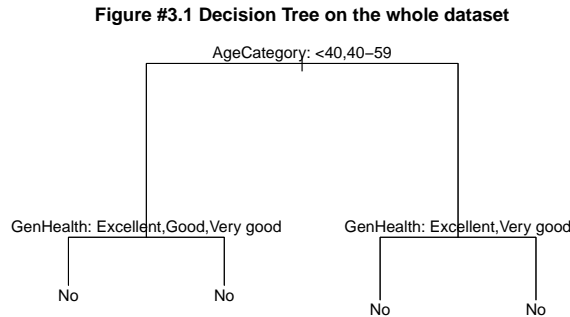 Figure #3.1 Decision Tree on the whole dataset
AgeCategory: <40,40−59
GenHealth: Excellent,Good,Very good
GenHealth: Excellent,Very good
No
No
No
No